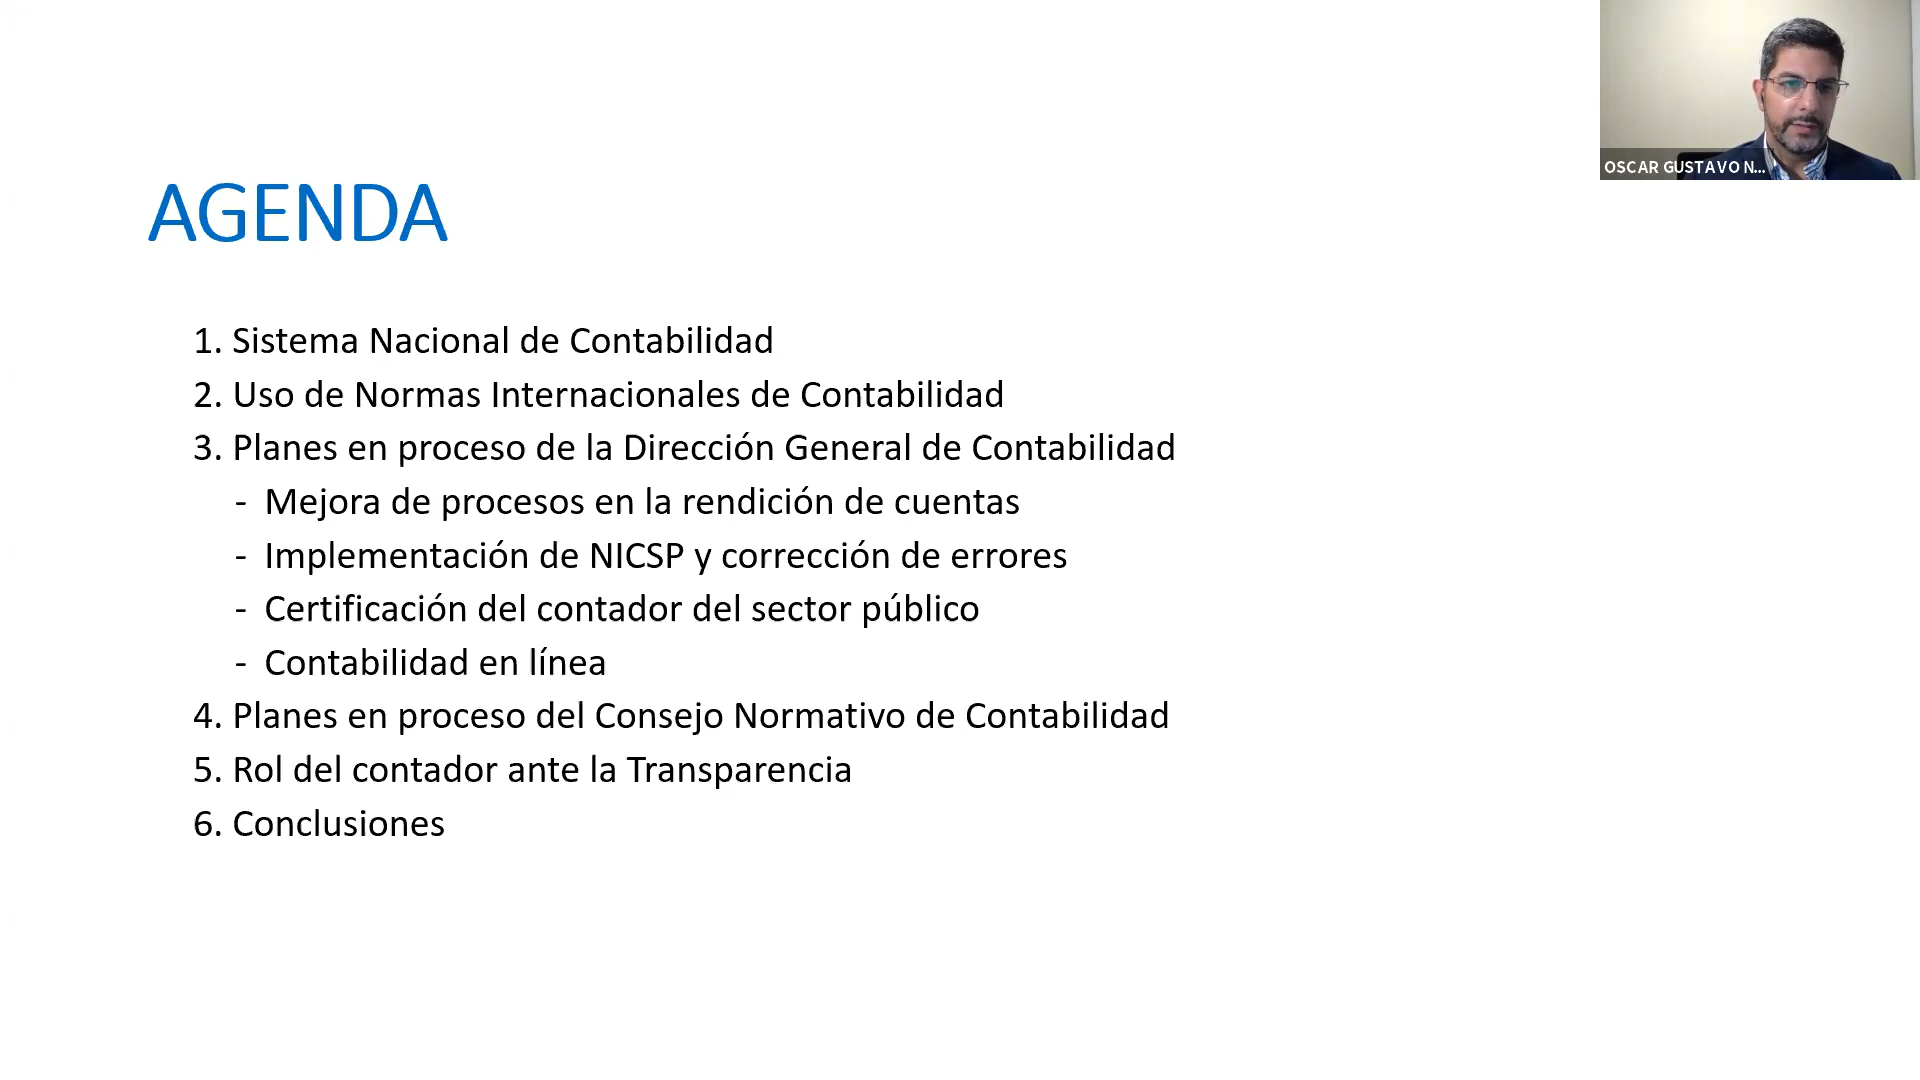 OSCAR GUSTAVO N...
AGENDA
1. Sistema Nacional de Contabilidad
2. Uso de Normas Internacionales de Contabilidad
3. Planes en proceso de la Dirección General de Contabilidad
- Mejora de procesos en la rendición de cuentas
- Implementación de NICSP y corrección de errores
- Certificación del contador del sector público
- Contabilidad en línea
4. Planes en proceso del Consejo Normativo de Contabilidad
5. Rol del contador ante la Transparencia
6. Conclusiones